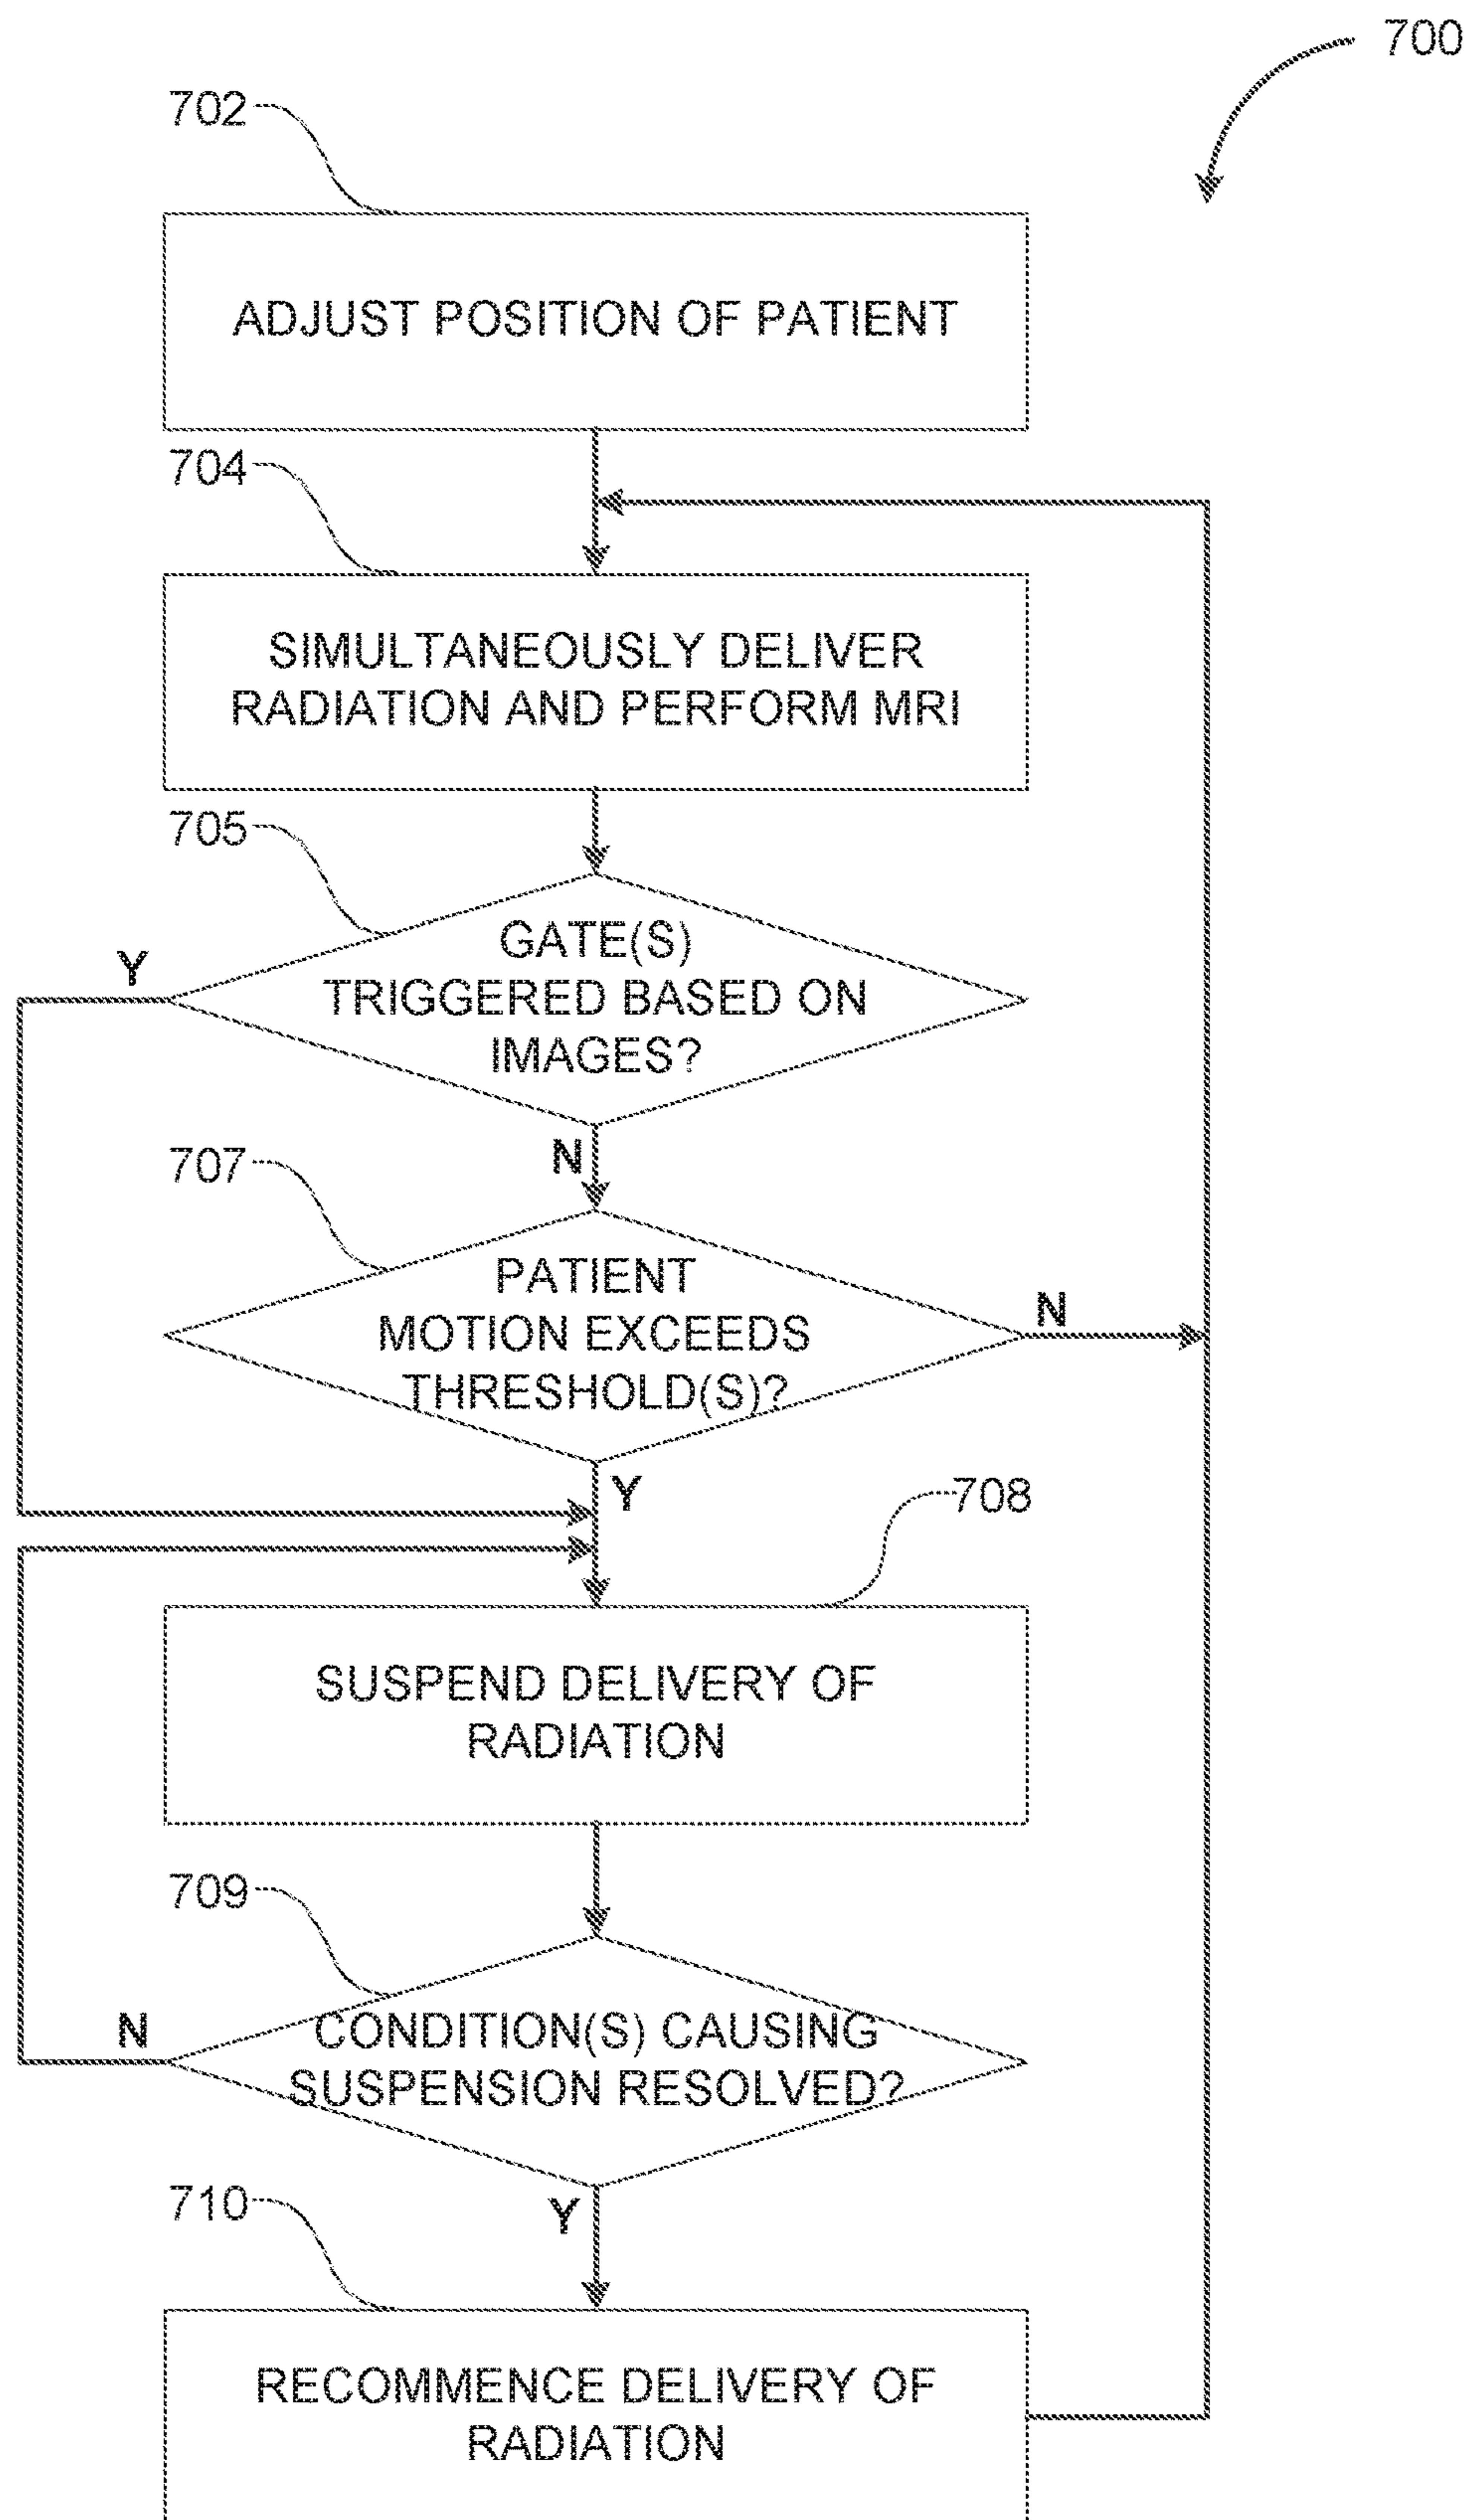 700
702
ADJUST POSITION OF PATIENT
704
SIMULTANEOUSLY DELIVER
RADIATION AND PERFORM MRI
705
Y
GATE(S)
TRIGGERED BASED ON
IMAGES?
N
707
PATIENT
MOTION EXCEEDS
THRESHOLD(S)?
N
Y
708
SUSPEND DELIVERY OF
RADIATION
709
N
CONDITION(S) CAUSING
SUSPENSION RESOLVED?
Y
710
RECOMMENCE DELIVERY OF
RADIATION